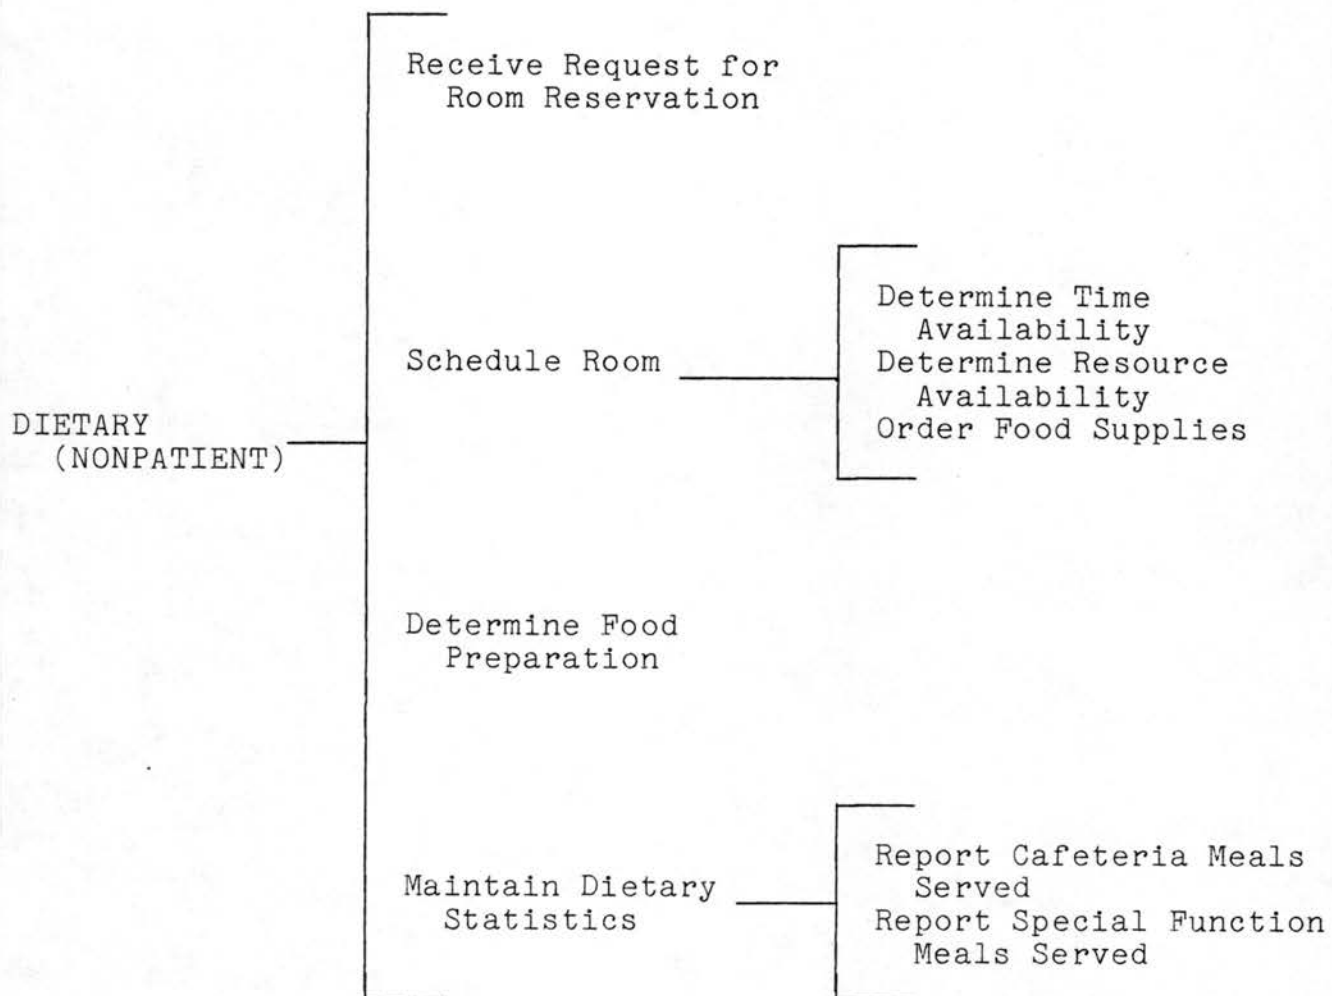 Receive Request for
Room Reservation
Determine Time
Availability
Schedule Room
Determine Resource
Availability
DIETARY
(NONPATIENT)
Order Food Supplies
Determine Food
Preparation
Maintain Dietary
Statistics
Report Cafeteria Meals
Served
Report Special Function
Meals Served